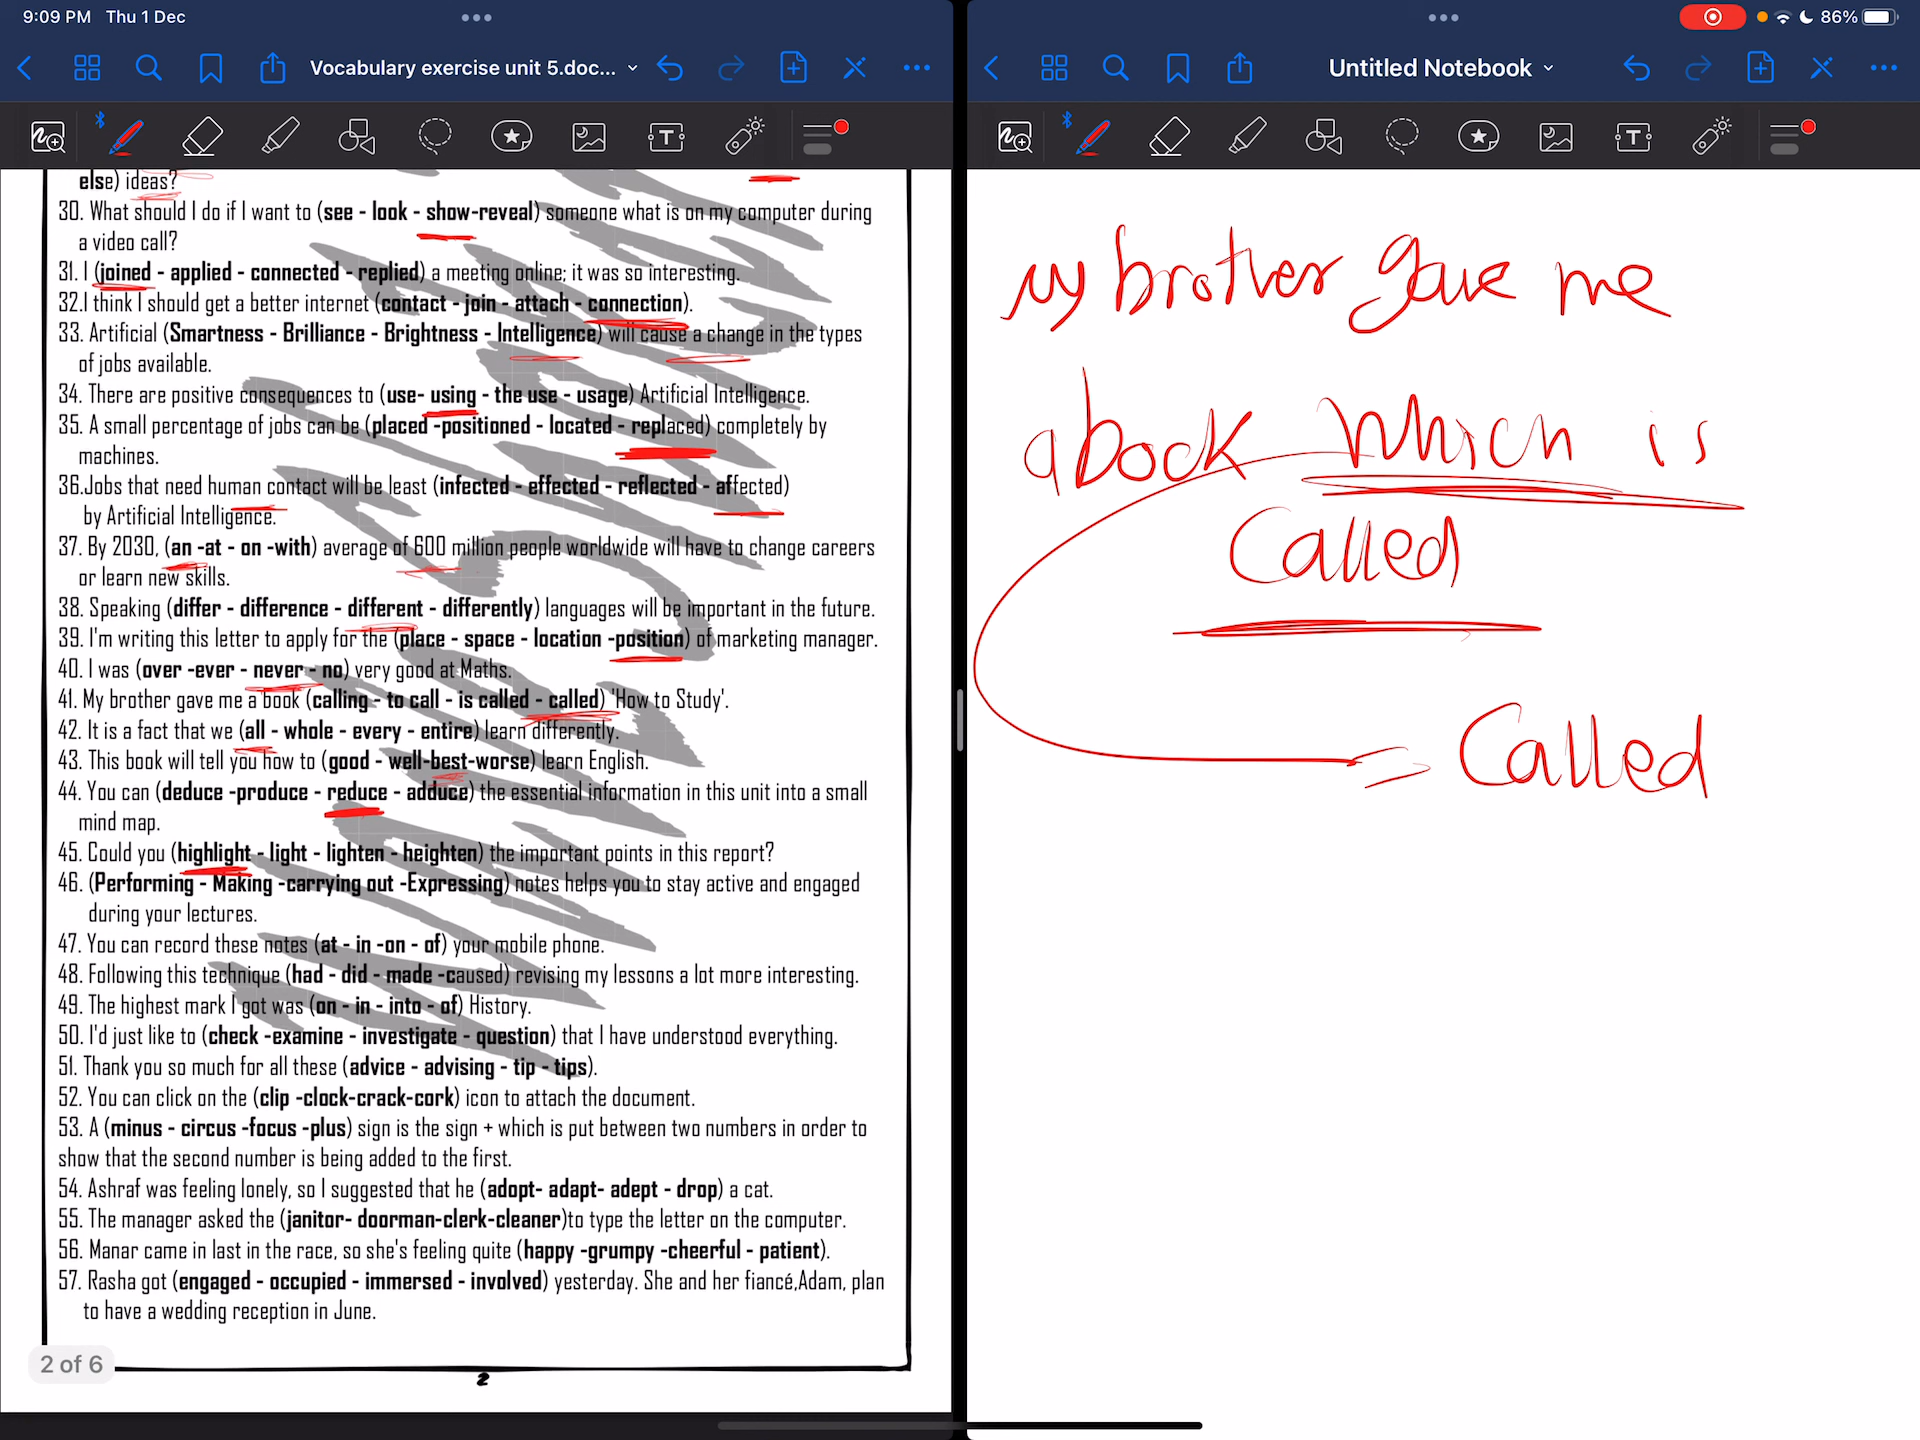 9:09 PM Thu 1 Dec
86%
Vocabulary exercise unit 5.doc...
Untitled Notebook
else) ideas?
30. What should I do if I want to (see - look - show-reveal) someone what is on my computer during
a video call?
31. I (joined - applied - connected - replied) a meeting online; it was so interesting.
32.I think I should get a better internet (contact - join - attach - connection).
33. Artificial (Smartness - Brilliance - Brightness - Intelligence) will cause a change in the types
of jobs available.
34. There are positive consequences to (use- using - the use - usage) Artificial Intelligence.
35. A small percentage of jobs can be (placed -positioned - located - replaced) completely by
machines.
36.Jobs that need human contact will be least (infected - effected - reflected - affected)
by Artificial Intelligence.
37. By 2030, (an -at - on -with) average of 600 million people worldwide will have to change careers
or learn new skills.
38. Speaking (differ - difference - different - differently) languages will be important in the future.
39. I'm writing this letter to apply for the (place - space - location -position) of marketing manager.
40. I was (over -ever - never - no) very good at Maths.
41. My brother gave me a book (calling - to call - is called - called) 'How to Study'.
42. It is a fact that we (all - whole - every - entire) learn differently.
43. This book will tell you how to (good - well-best-worse) learn English.
44. You can (deduce -produce - reduce - adduce) the essential information in this unit into a small
mind map.
45. Could you (highlight - light - lighten - heighten) the important points in this report?
46. (Performing - Making -carrying out -Expressing) notes helps you to stay active and engaged
during your lectures.
47. You can record these notes (at - in -on - of) your mobile phone.
48. Following this technique (had - did - made -caused) revising my lessons a lot more interesting.
49. The highest mark I got was (on - in - into - of) History.
50. I'd just like to (check -examine - investigate - question) that I have understood everything.
51. Thank you so much for all these (advice - advising - tip - tips).
52. You can click on the (clip -clock-crack-cork) icon to attach the document.
53. A (minus - circus -focus -plus) sign is the sign + which is put between two numbers in order to
show that the second number is being added to the first.
54. Ashraf was feeling lonely, so I suggested that he (adopt- adapt- adept - drop) a cat.
55. The manager asked the (janitor- doorman-clerk-cleaner)to type the letter on the computer.
56. Manar came in last in the race, so she's feeling quite (happy -grumpy -cheerful - patient).
57. Rasha got (engaged - occupied - immersed - involved) yesterday. She and her fiancé,Adam, plan
to have a wedding reception in June.
2 of 6
2
my brother gave me
a book which is
Called
= Called